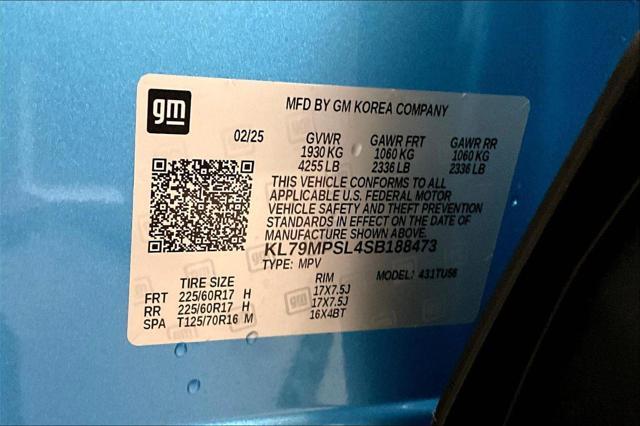 gm
MFD BY GM KOREA COMPANY
02/25 GVWR GAWR FRT GAWR RR
1930 KG 1060 KG 1060 KG
4255 LB 2336 LB 2336 LB
THIS VEHICLE CONFORMS TO ALL
APPLICABLE U.S. FEDERAL MOTOR
VEHICLE SAFETY AND THEFT PREVENTION
STANDARDS IN EFFECT ON THE DATE OF
MANUFACTURE SHOWN ABOVE.
KL79MPSL4SB188473
TYPE: MPV MODEL: 431TU56
TIRE SIZE RIM
FRT 225/60R17 H 17X7.5J
RR 225/60R17 H 17X7.5J
SPA T125/70R16 M 16X4BT